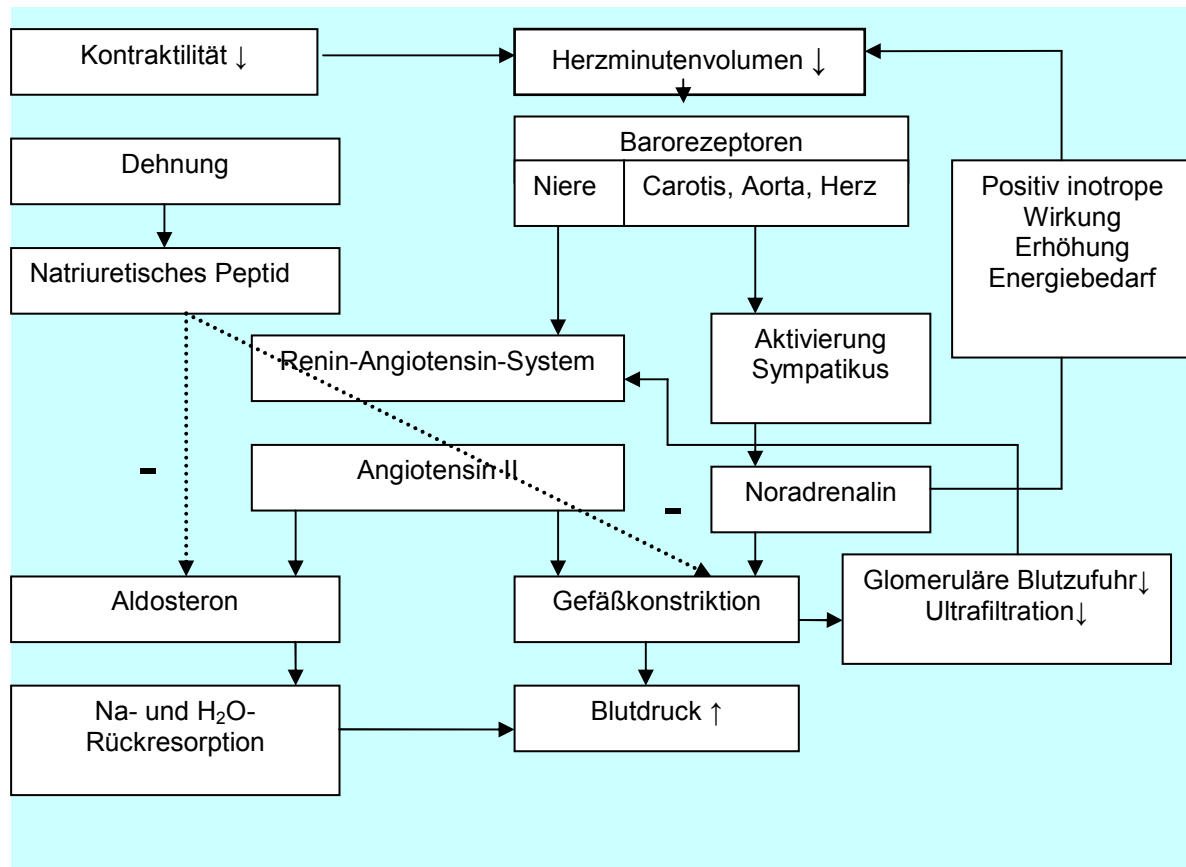 Kontraktilität ↓
Herzminutenvolumen ↓
Dehnung
Barorezeptoren
Niere
Carotis, Aorta, Herz
Positiv inotrope
Wirkung
Erhöhung
Energiebedarf
Natriuretisches Peptid
Renin-Angiotensin-System
Aktivierung
Sympatikus
-
Angiotensin II
-
Noradrenalin
Aldosteron
Gefäßkonstriktion
Glomeruläre Blutzufuhr↓
Ultrafiltration↓
Na- und H₂O-
Rückresorption
Blutdruck ↑